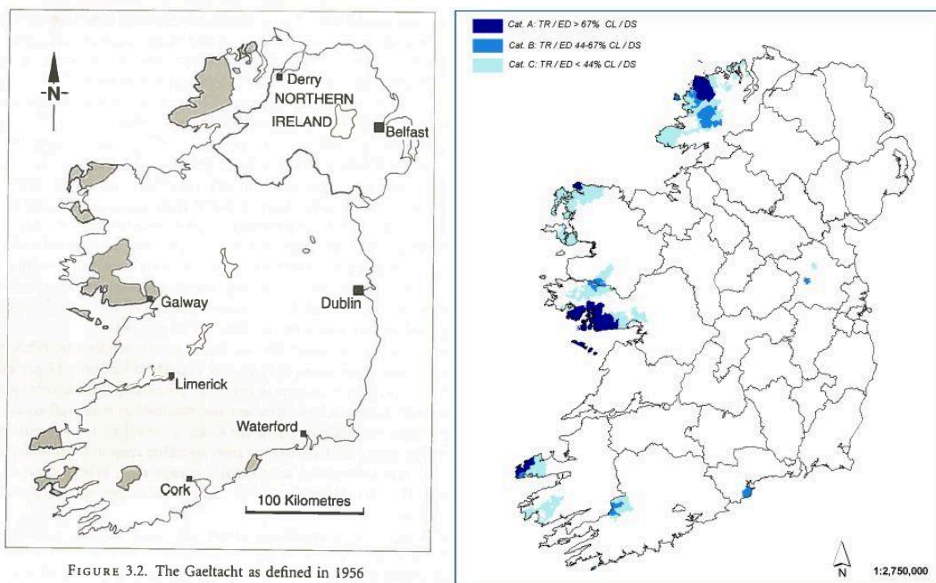 -N-
Derry
NORTHERN
IRELAND
Belfast
Galway
Dublin
Limerick
Waterford
Cork
100 Kilometres
FIGURE 3.2. The Gaeltacht as defined in 1956
Cat. A: TR / ED > 67% CL / DS
Cat. B: TR / ED 44-67% CL / DS
Cat. C: TR / ED < 44% CL / DS
N
1:2,750,000